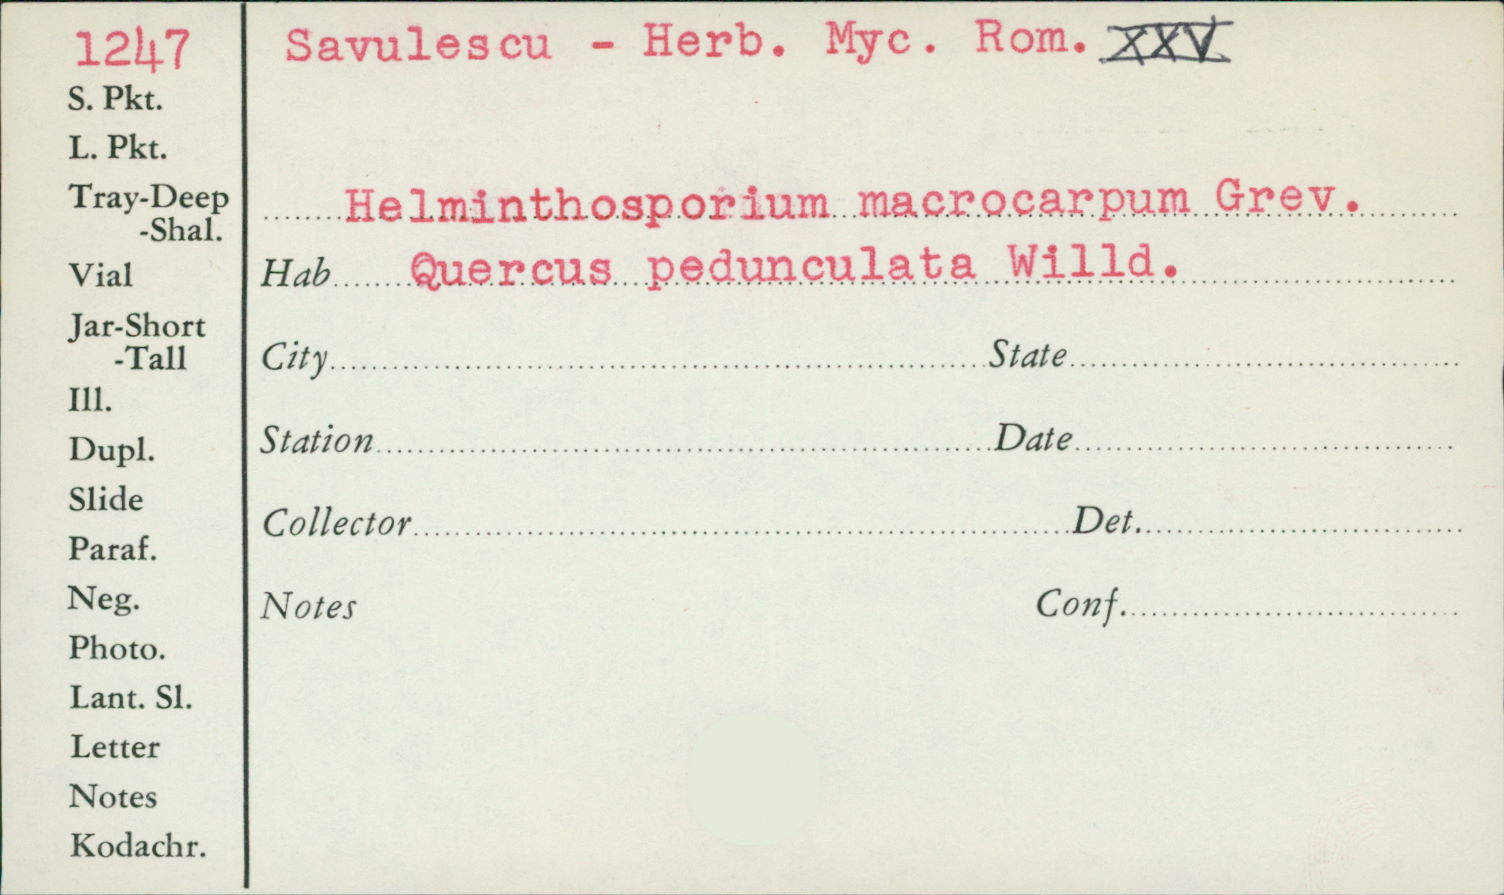 1247
Savulescu - Herb. Myc. Rom. XXV
S. Pkt.
L. Pkt.
Tray-Deep
-Shal.
Helminthosporium macrocarpum Grev.
Vial
Hab Quercus pedunculata Willd.
Jar-Short
-Tall
City State
Ill.
Dupl.
Station Date
Slide
Collector Det.
Paraf.
Neg.
Notes Conf.
Photo.
Lant. Sl.
Letter
Notes
Kodachr.